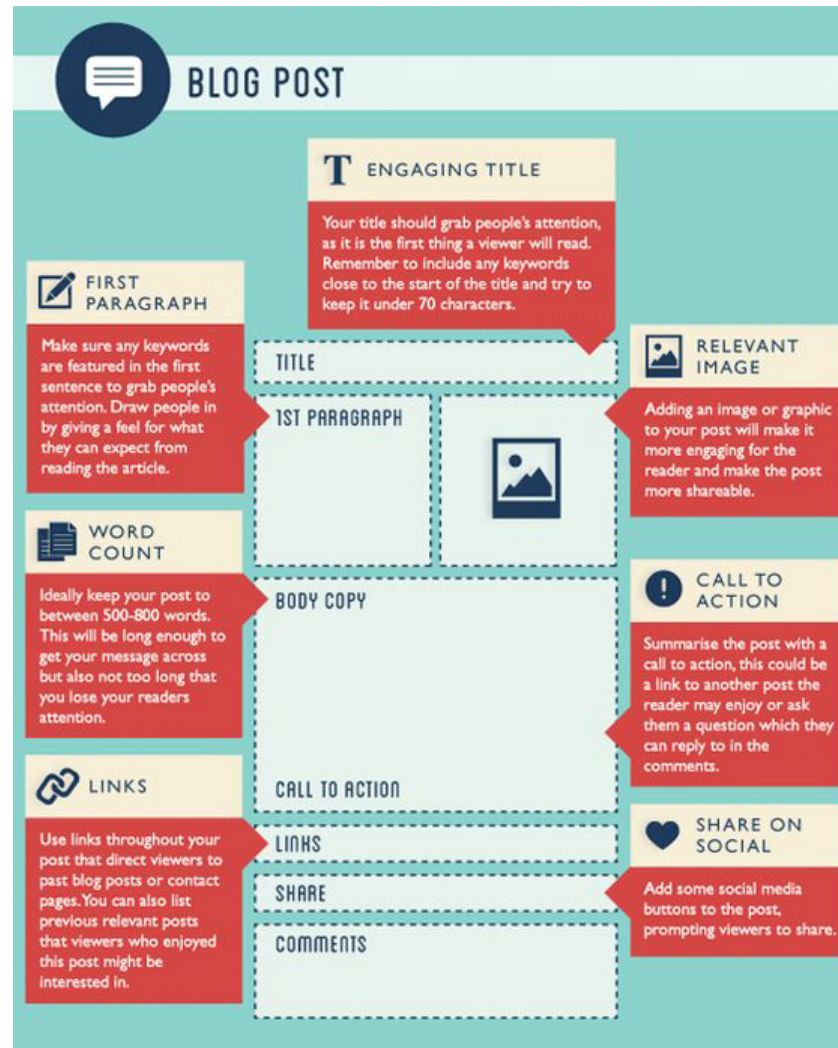 BLOG POST
T ENGAGING TITLE
Your title should grab people's attention,
as it is the first thing a viewer will read.
Remember to include any keywords
close to the start of the title and try to
keep it under 70 characters.
FIRST
PARAGRAPH
Make sure any keywords
are featured in the first
sentence to grab people's
attention. Draw people in
by giving a feel for what
they can expect from
reading the article.
TITLE
1ST PARAGRAPH
RELEVANT
IMAGE
Adding an image or graphic
to your post will make it
more engaging for the
reader and make the post
more shareable.
WORD
COUNT
Ideally keep your post to
between 500-800 words.
This will be long enough to
get your message across
but also not too long that
you lose your readers
attention.
BODY COPY
CALL TO ACTION
CALL TO
ACTION
Summarise the post with a
call to action, this could be
a link to another post the
reader may enjoy or ask
them a question which they
can reply to in the
comments.
LINKS
Use links throughout your
post that direct viewers to
past blog posts or contact
pages.You can also list
previous relevant posts
that viewers who enjoyed
this post might be
interested in.
LINKS
SHARE
COMMENTS
SHARE ON
SOCIAL
Add some social media
buttons to the post,
prompting viewers to share.